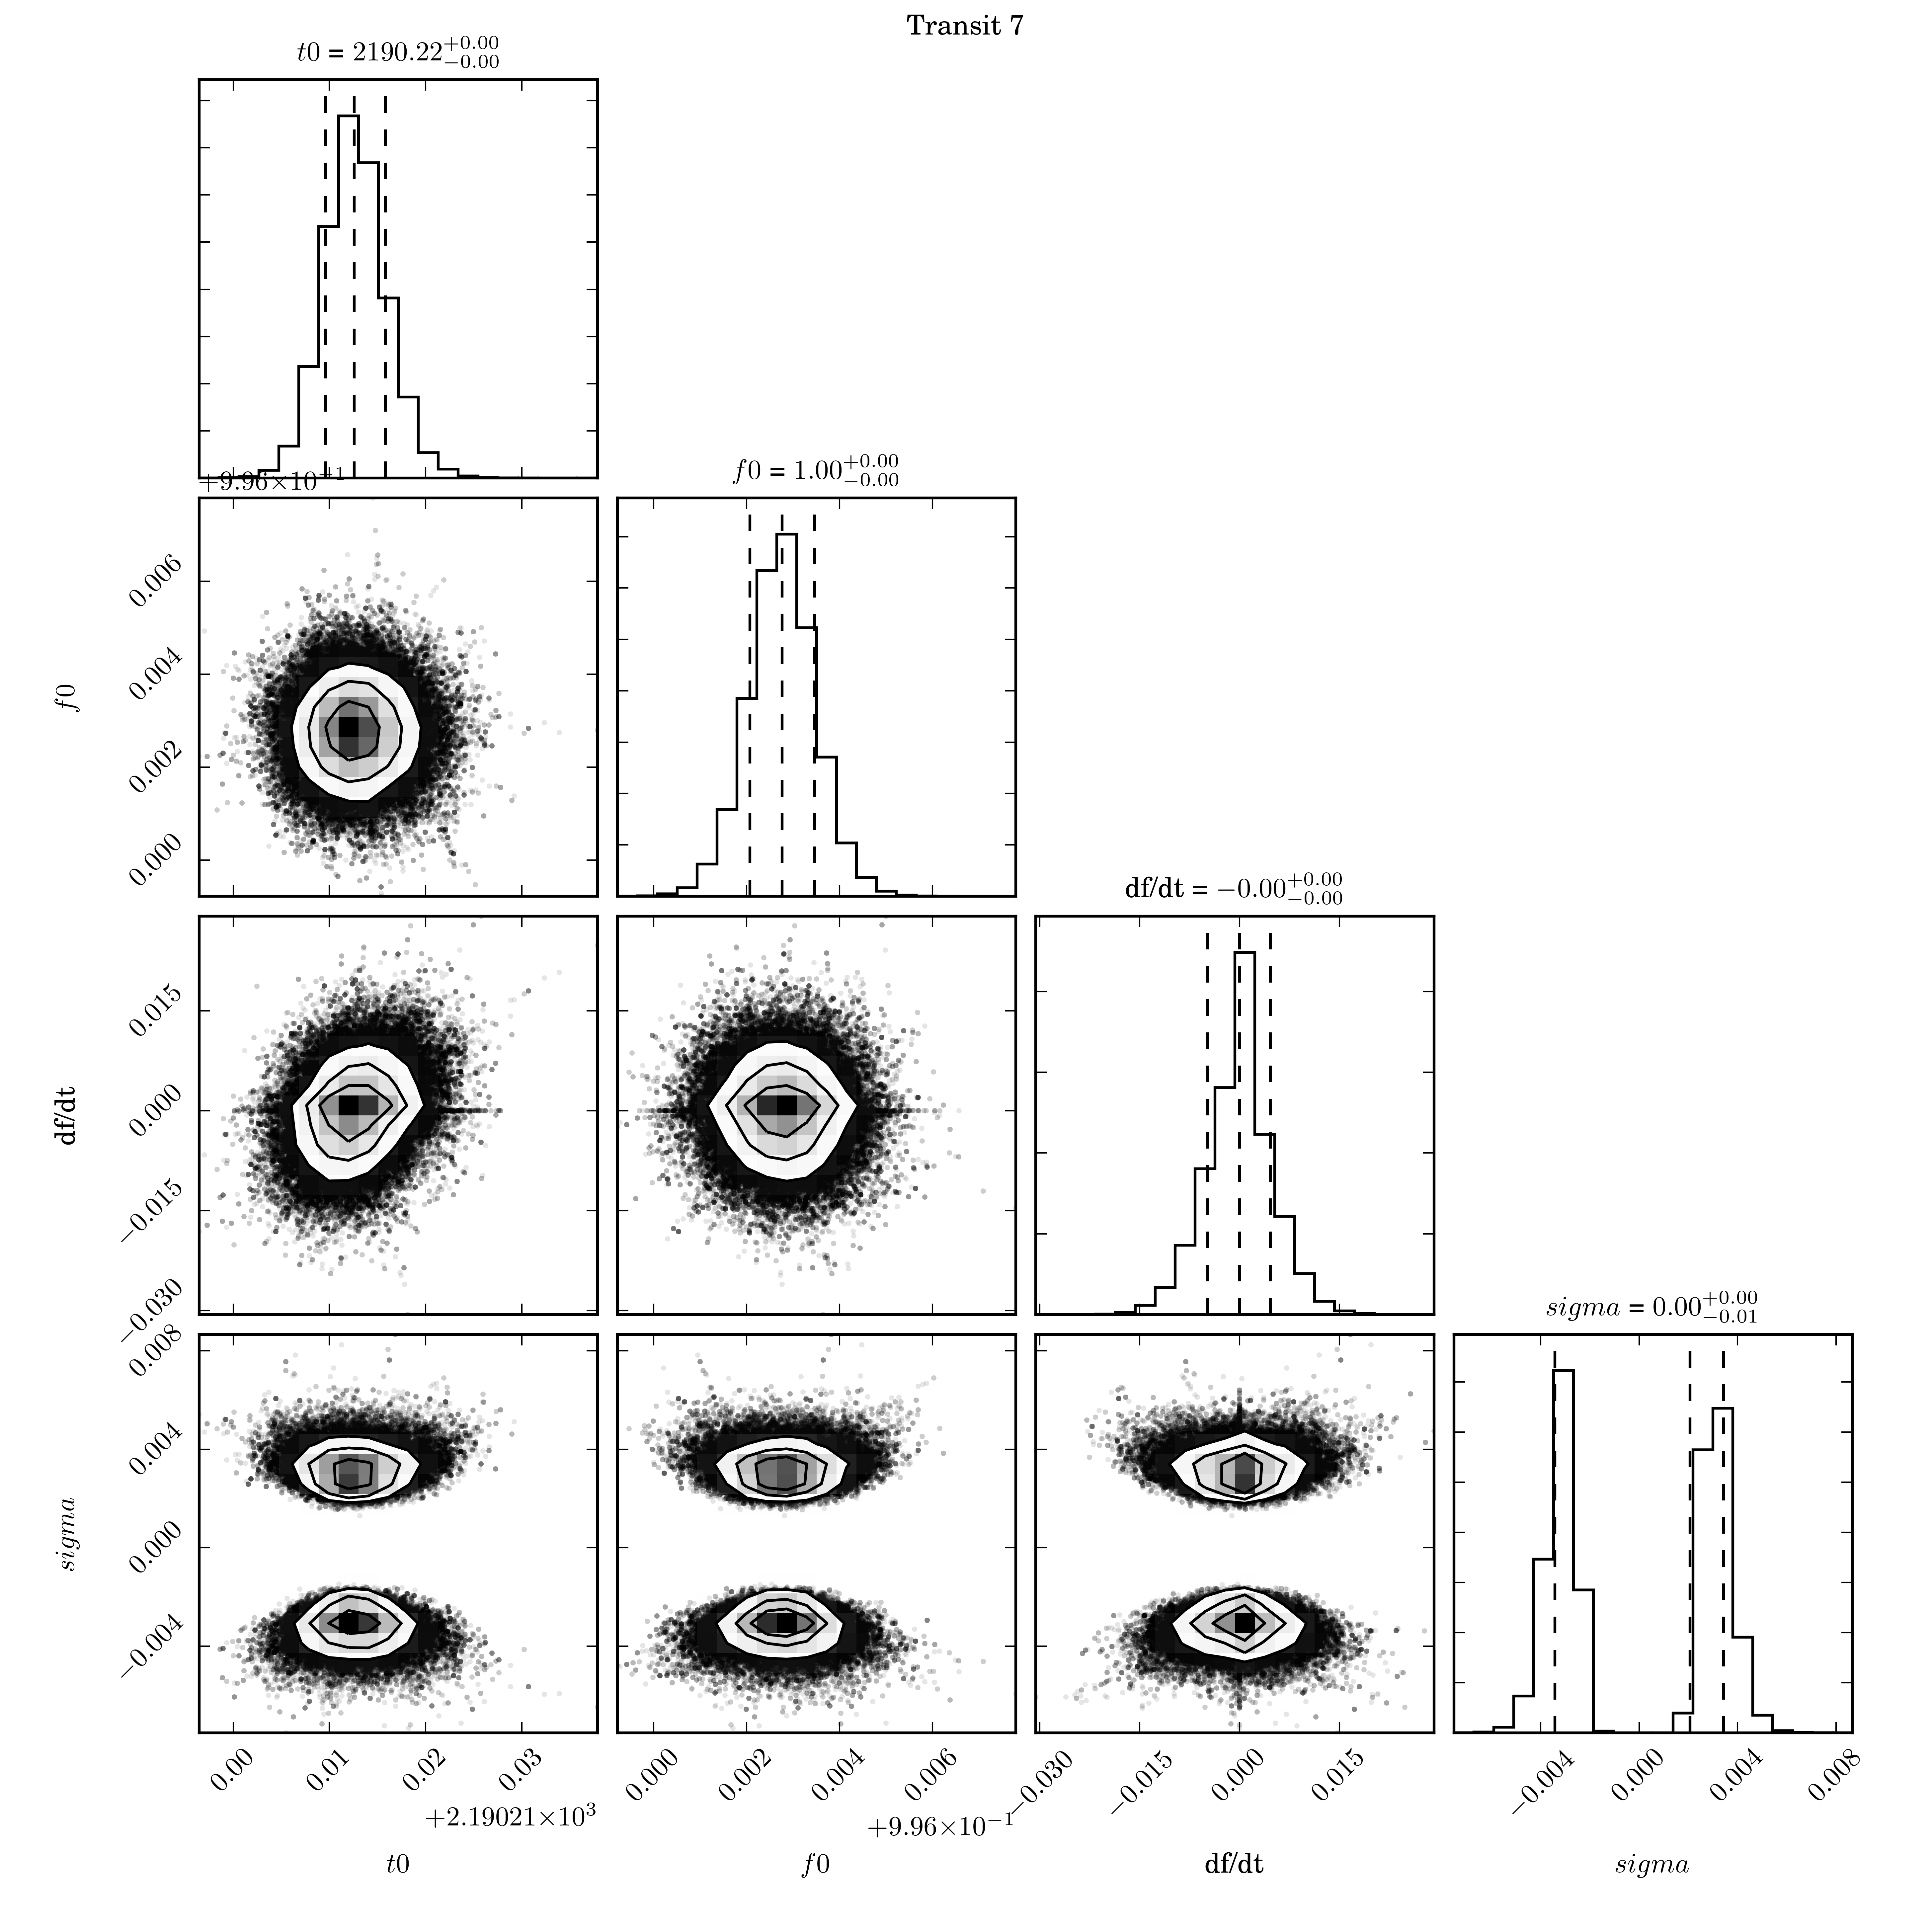 Transit 7
t0 = 2190.22+0.00 −0.00
+9.96×10−1
f0 = 1.00+0.00 −0.00
0.006
0.004
0.002
0.000
f0
df/dt = −0.00+0.00 −0.00
0.015
0.000
−0.015
−0.030
df/dt
sigma = 0.00+0.00 −0.01
0.008
0.004
0.000
−0.004
sigma
0.00 0.01 0.02 0.03
+2.19021×10³
t0
0.000 0.002 0.004 0.006
+9.96×10−1
f0
−0.030 −0.015 0.000 0.015
df/dt
−0.004 0.000 0.004 0.008
sigma